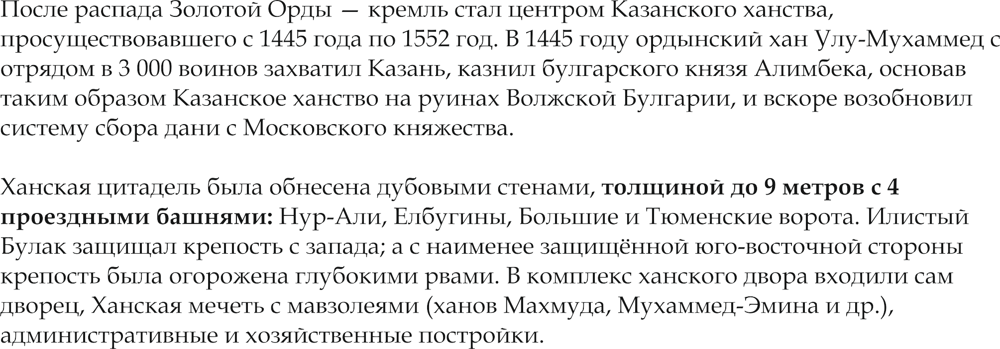 После распада Золотой Орды — кремль стал центром Казанского ханства,
просуществовавшего с 1445 года по 1552 год. В 1445 году ордынский хан Улу-Мухаммед с
отрядом в 3 000 воинов захватил Казань, казнил булгарского князя Алимбека, основав
таким образом Казанское ханство на руинах Волжской Булгарии, и вскоре возобновил
систему сбора дани с Московского княжества.
Ханская цитадель была обнесена дубовыми стенами, толщиной до 9 метров с 4
проездными башнями: Нур-Али, Елбугины, Большие и Тюменские ворота. Илистый
Булак защищал крепость с запада; а с наименее защищённой юго-восточной стороны
крепость была огорожена глубокими рвами. В комплекс ханского двора входили сам
дворец, Ханская мечеть с мавзолеями (ханов Махмуда, Мухаммед-Эмина и др.),
административные и хозяйственные постройки.